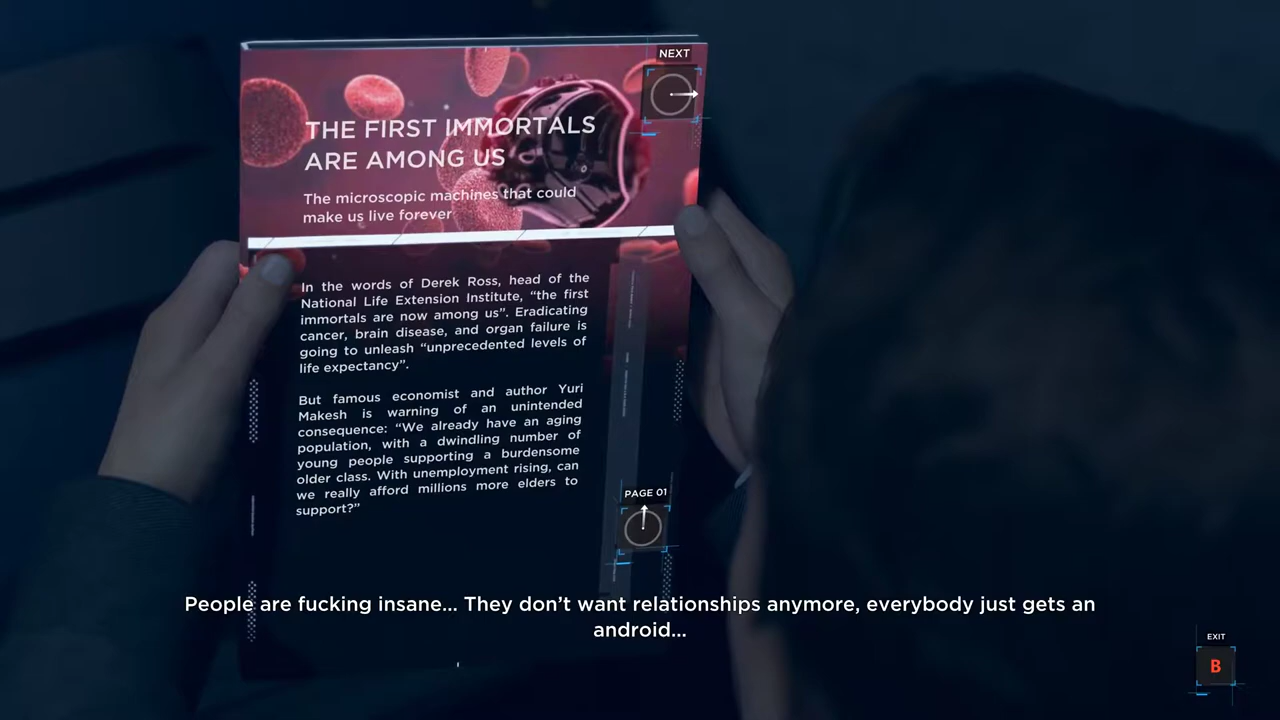 NEXT
THE FIRST IMMORTALS
ARE AMONG US
The microscopic machines that could
make us live forever
In the words of Derek Ross, head of the
National Life Extension Institute, “the first
immortals are now among us”. Eradicating
cancer, brain disease, and organ failure is
going to unleash “unprecedented levels of
life expectancy”.
But famous economist and author Yuri
Makesh is warning of an unintended
consequence: “We already have an aging
population, with a dwindling number of
young people supporting a burdensome
older class. With unemployment rising, can
we really afford millions more elders to
support?”
PAGE 01
People are fucking insane... They don’t want relationships anymore, everybody just gets an
android...
EXIT
B